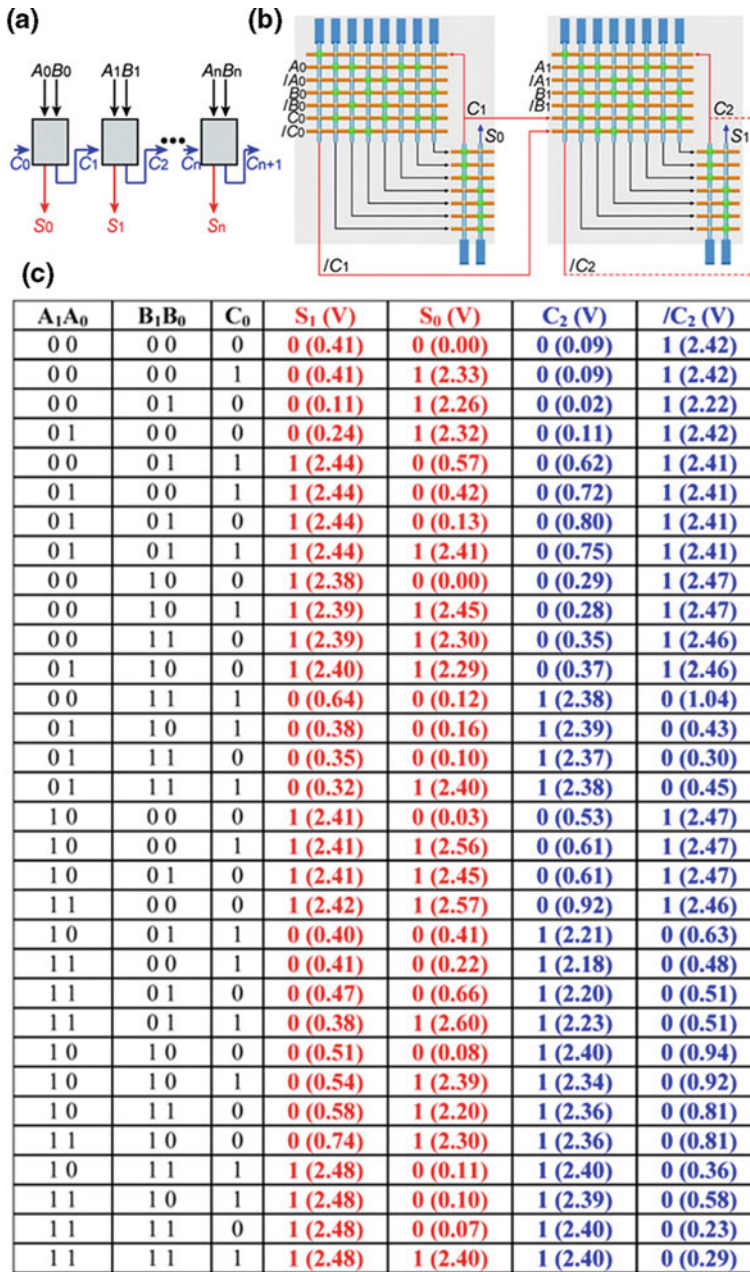 (a)
A0B0 A1B1 AnBn
C0 C1 C2 ••• Cn Cn+1
S0 S1 Sn
(b)
A0
/A0
B0
/B0
C0
/C0
C1
S0
/C1
A1
/A1
B1
/B1
C2
S1
/C2
(c)
A1A0 B1B0 C0 S1 (V) S0 (V) C2 (V) /C2 (V)
0 0 0 0 0 0 (0.41) 0 (0.00) 0 (0.09) 1 (2.42)
0 0 0 0 1 0 (0.41) 1 (2.33) 0 (0.09) 1 (2.42)
0 0 0 1 0 0 (0.11) 1 (2.26) 0 (0.02) 1 (2.22)
0 1 0 0 0 0 (0.24) 1 (2.32) 0 (0.11) 1 (2.42)
0 0 0 1 1 1 (2.44) 0 (0.57) 0 (0.62) 1 (2.41)
0 1 0 0 1 1 (2.44) 0 (0.42) 0 (0.72) 1 (2.41)
0 1 0 1 0 1 (2.44) 0 (0.13) 0 (0.80) 1 (2.41)
0 1 0 1 1 1 (2.44) 1 (2.41) 0 (0.75) 1 (2.41)
0 0 1 0 0 1 (2.38) 0 (0.00) 0 (0.29) 1 (2.47)
0 0 1 0 1 1 (2.39) 1 (2.45) 0 (0.28) 1 (2.47)
0 0 1 1 0 1 (2.39) 1 (2.30) 0 (0.35) 1 (2.46)
0 1 1 0 0 1 (2.40) 1 (2.29) 0 (0.37) 1 (2.46)
0 0 1 1 1 0 (0.64) 0 (0.12) 1 (2.38) 0 (1.04)
0 1 1 0 1 0 (0.38) 0 (0.16) 1 (2.39) 0 (0.43)
0 1 1 1 0 0 (0.35) 0 (0.10) 1 (2.37) 0 (0.30)
0 1 1 1 1 0 (0.32) 1 (2.40) 1 (2.38) 0 (0.45)
1 0 0 0 0 1 (2.41) 0 (0.03) 0 (0.53) 1 (2.47)
1 0 0 0 1 1 (2.41) 1 (2.56) 0 (0.61) 1 (2.47)
1 0 0 1 0 1 (2.41) 1 (2.45) 0 (0.61) 1 (2.47)
1 1 0 0 0 1 (2.42) 1 (2.57) 0 (0.92) 1 (2.46)
1 0 0 1 1 0 (0.40) 0 (0.41) 1 (2.21) 0 (0.63)
1 1 0 0 1 0 (0.41) 0 (0.22) 1 (2.18) 0 (0.48)
1 1 0 1 0 0 (0.47) 0 (0.66) 1 (2.20) 0 (0.51)
1 1 0 1 1 0 (0.38) 1 (2.60) 1 (2.23) 0 (0.51)
1 0 1 0 0 0 (0.51) 0 (0.08) 1 (2.40) 0 (0.94)
1 0 1 0 1 0 (0.54) 1 (2.39) 1 (2.34) 0 (0.92)
1 0 1 1 0 0 (0.58) 1 (2.20) 1 (2.36) 0 (0.81)
1 1 1 0 0 0 (0.74) 1 (2.30) 1 (2.36) 0 (0.81)
1 0 1 1 1 1 (2.48) 0 (0.11) 1 (2.40) 0 (0.36)
1 1 1 0 1 1 (2.48) 0 (0.10) 1 (2.39) 0 (0.58)
1 1 1 1 0 1 (2.48) 0 (0.07) 1 (2.40) 0 (0.23)
1 1 1 1 1 1 (2.48) 1 (2.40) 1 (2.40) 0 (0.29)